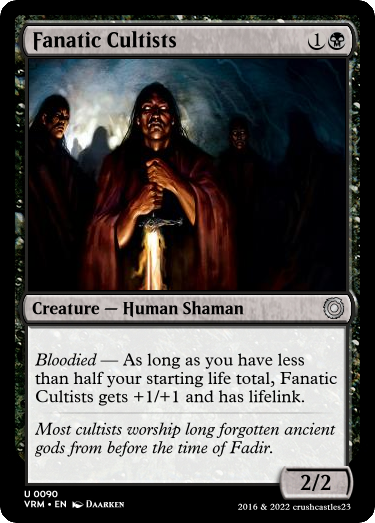 Fanatic Cultists 1
Creature — Human Shaman
Bloodied — As long as you have less
than half your starting life total, Fanatic
Cultists gets +1/+1 and has lifelink.
Most cultists worship long forgotten ancient
gods from before the time of Fadir.
2/2
U 0090
VRM • EN DAARKEN
2016 & 2022 crushcastles23